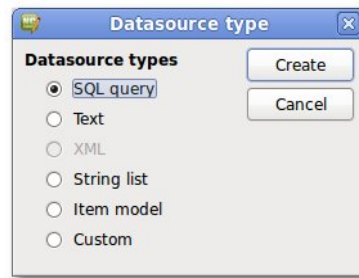 Datasource type
Datasource types
Create
SQL query
Cancel
Text
XML
String list
Item model
Custom